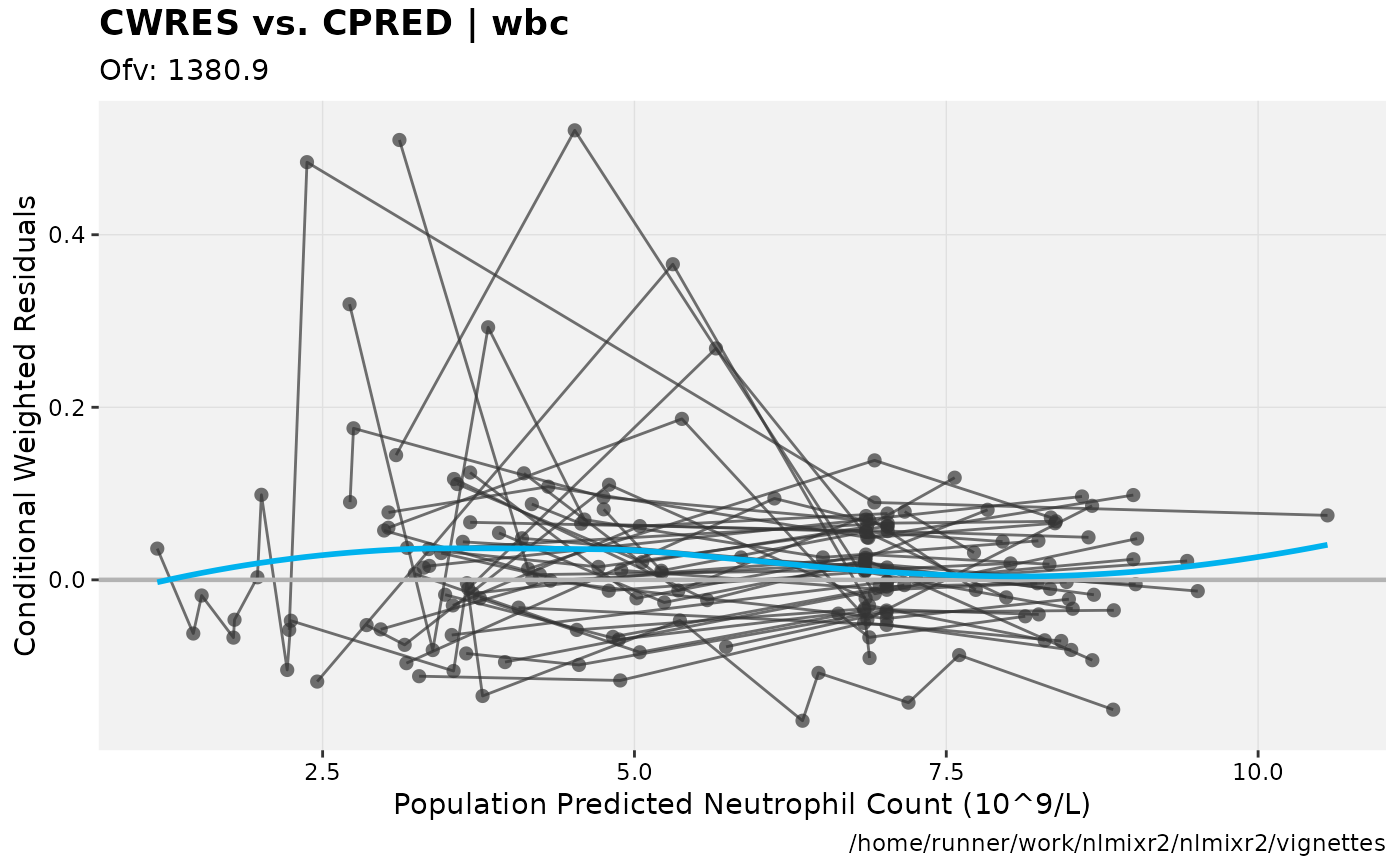 CWRES vs. CPRED | wbc
Ofv: 1380.9
Conditional Weighted Residuals
0.4
0.2
0.0
2.5 5.0 7.5 10.0
Population Predicted Neutrophil Count (10^9/L)
/home/runner/work/nlmixr2/nlmixr2/vignettes